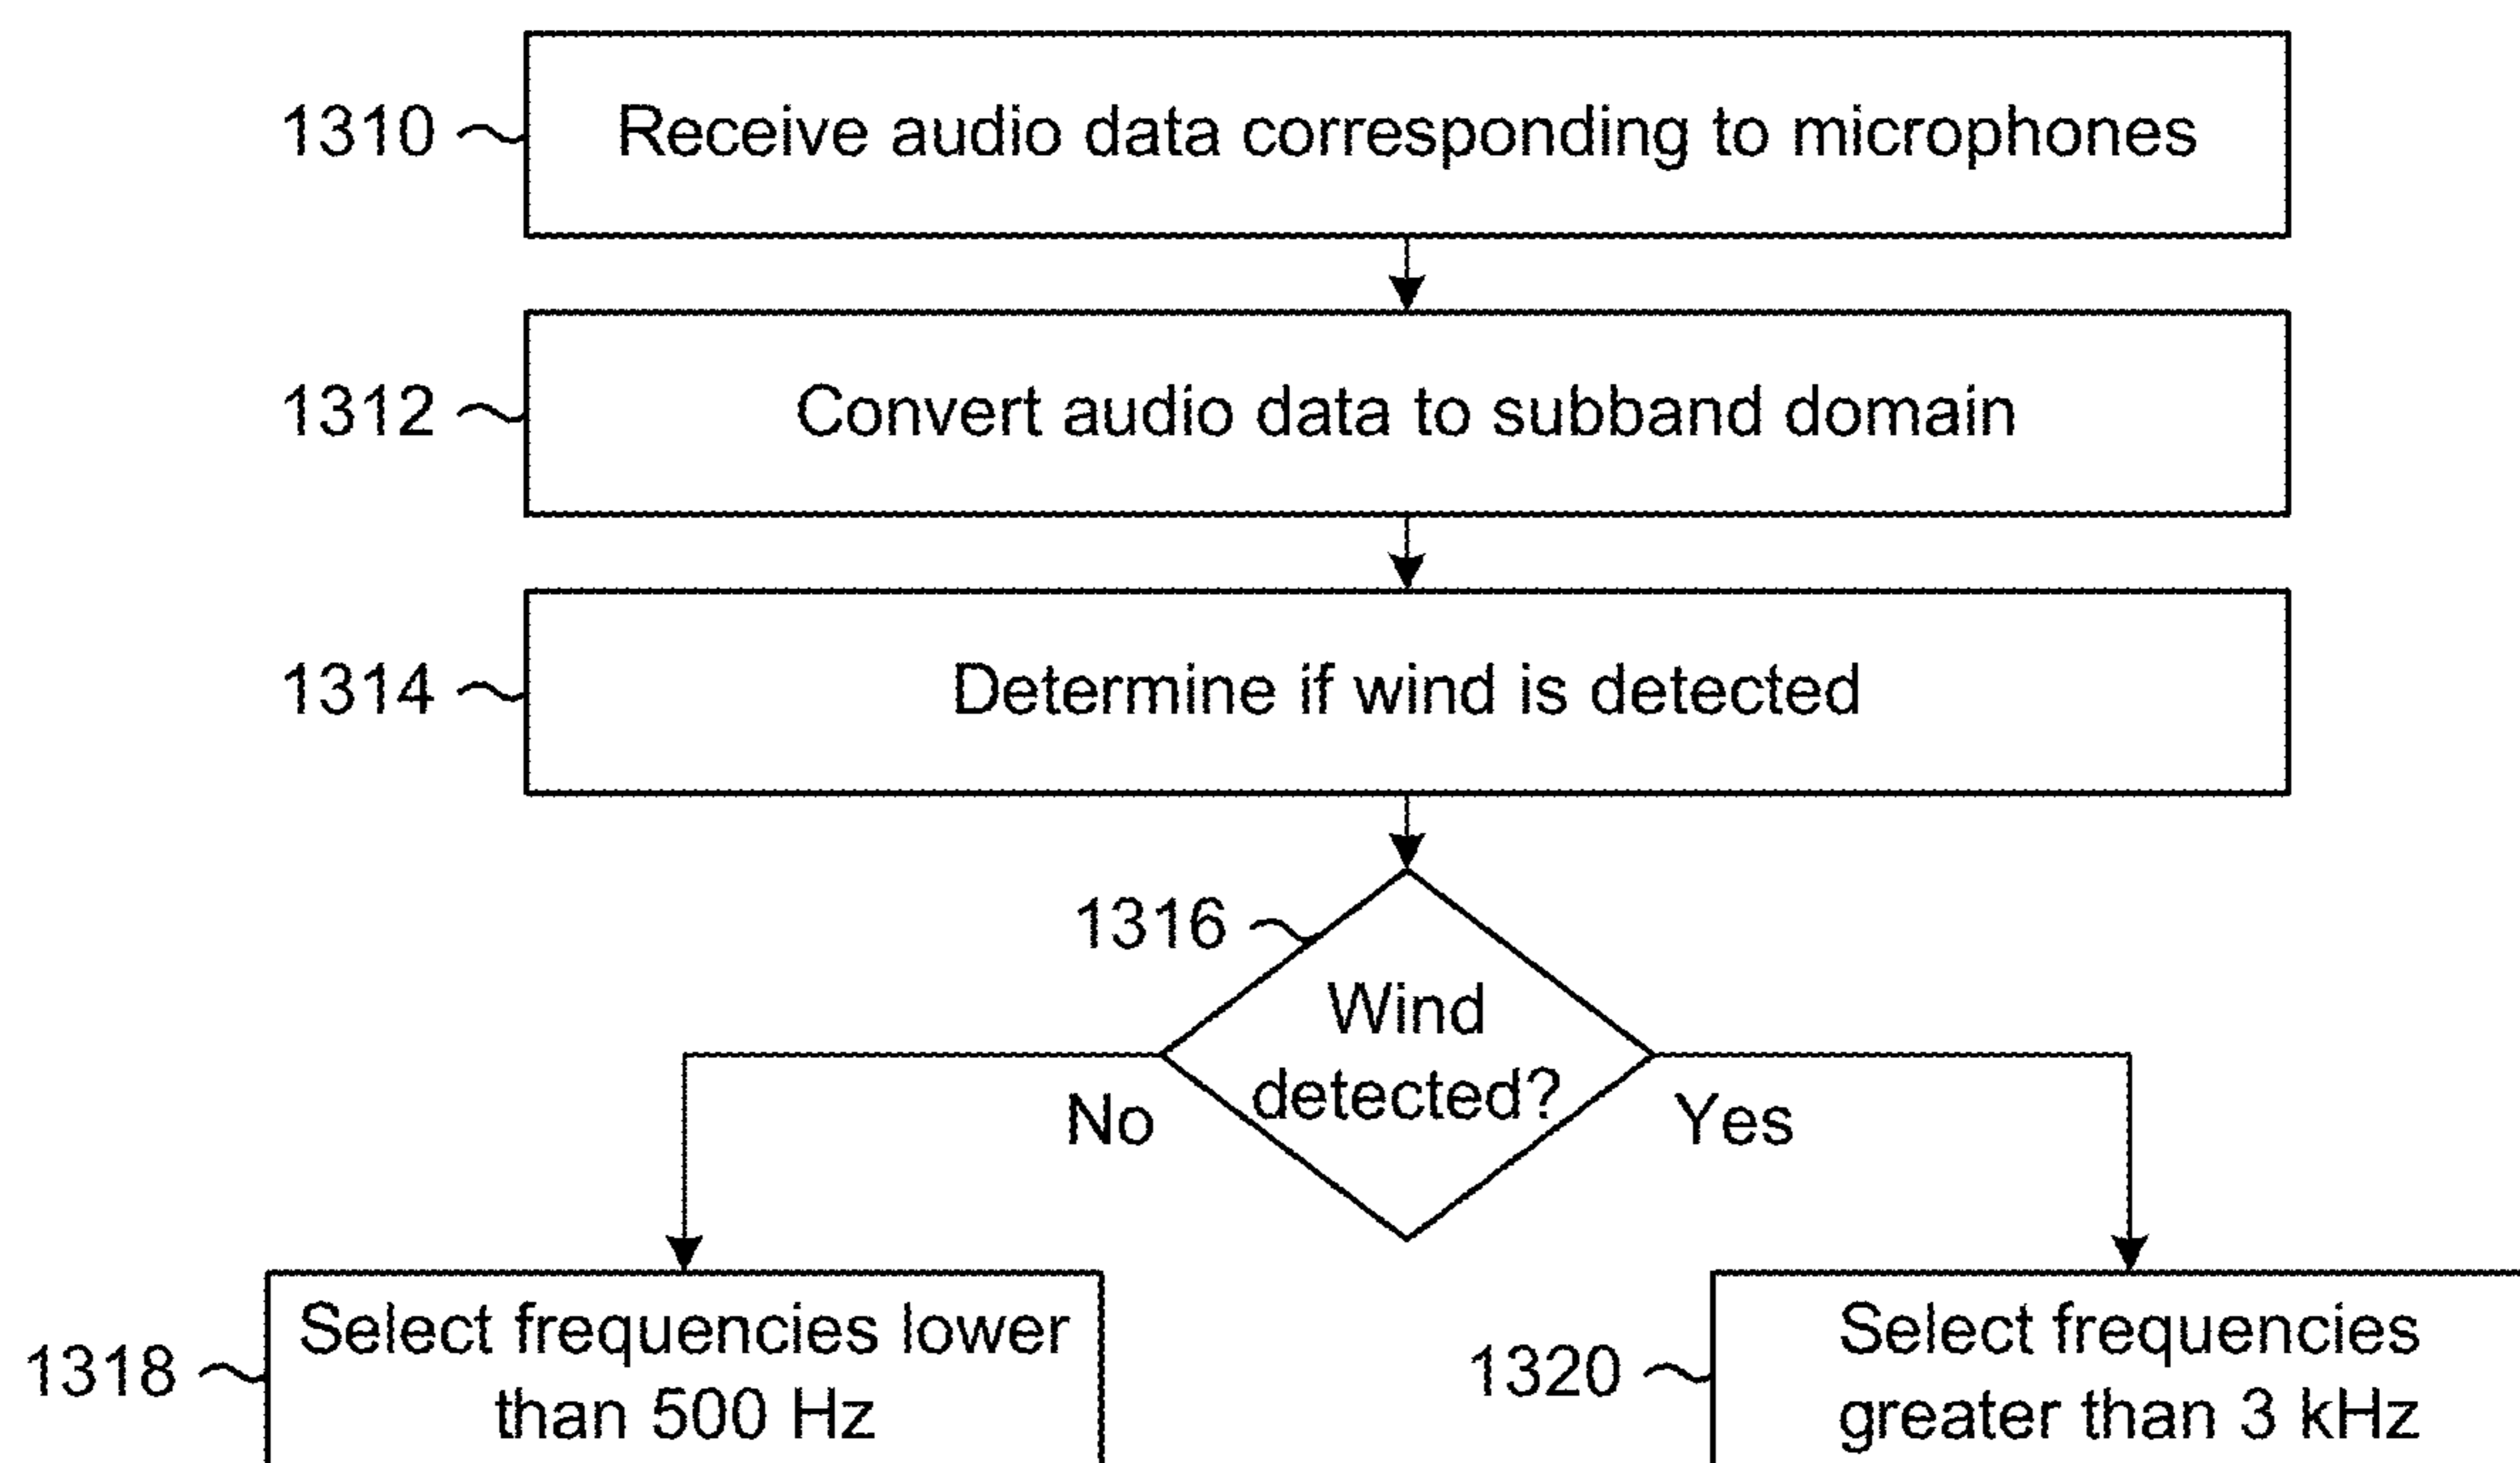 1310
Receive audio data corresponding to microphones
1312
Convert audio data to subband domain
1314
Determine if wind is detected
1316
Wind
detected?
No
Yes
1318
Select frequencies lower
than 500 Hz
1320
Select frequencies
greater than 3 kHz